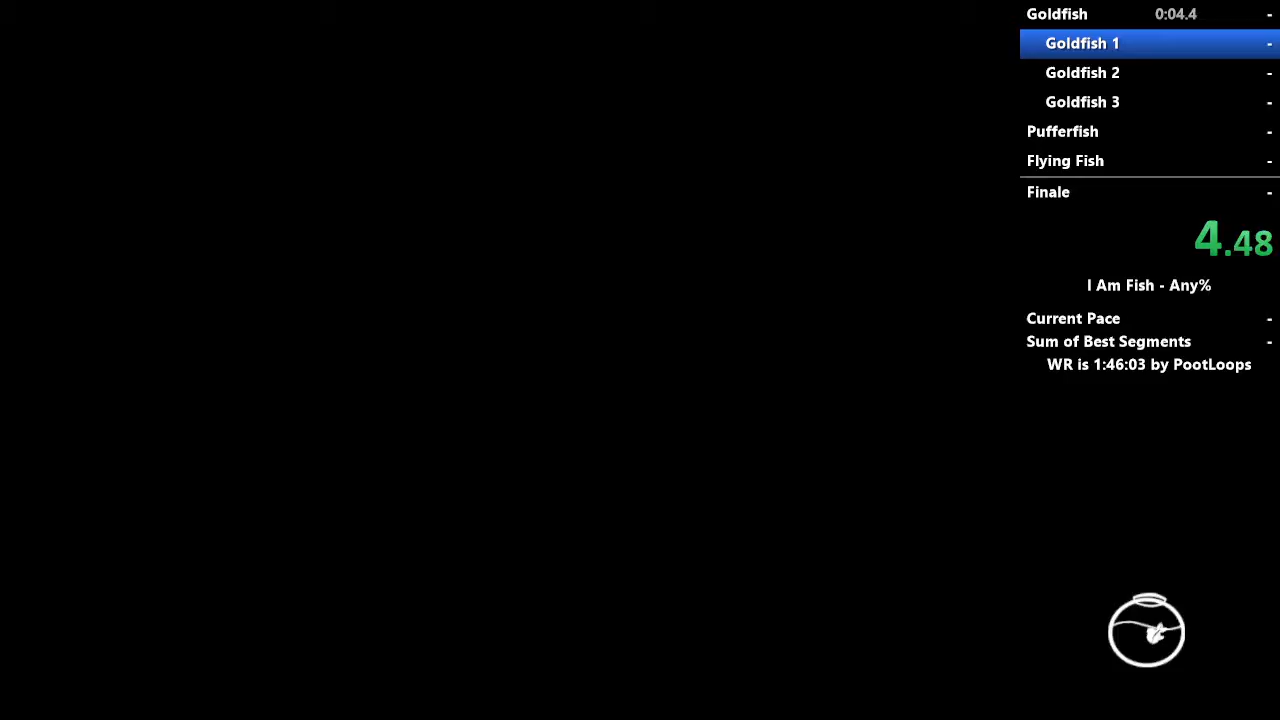 Goldfish 0:04.4 -
Goldfish 1 -
Goldfish 2 -
Goldfish 3 -
Pufferfish -
Flying Fish -
Finale -
4.48
I Am Fish - Any%
Current Pace -
Sum of Best Segments -
WR is 1:46:03 by PootLoops